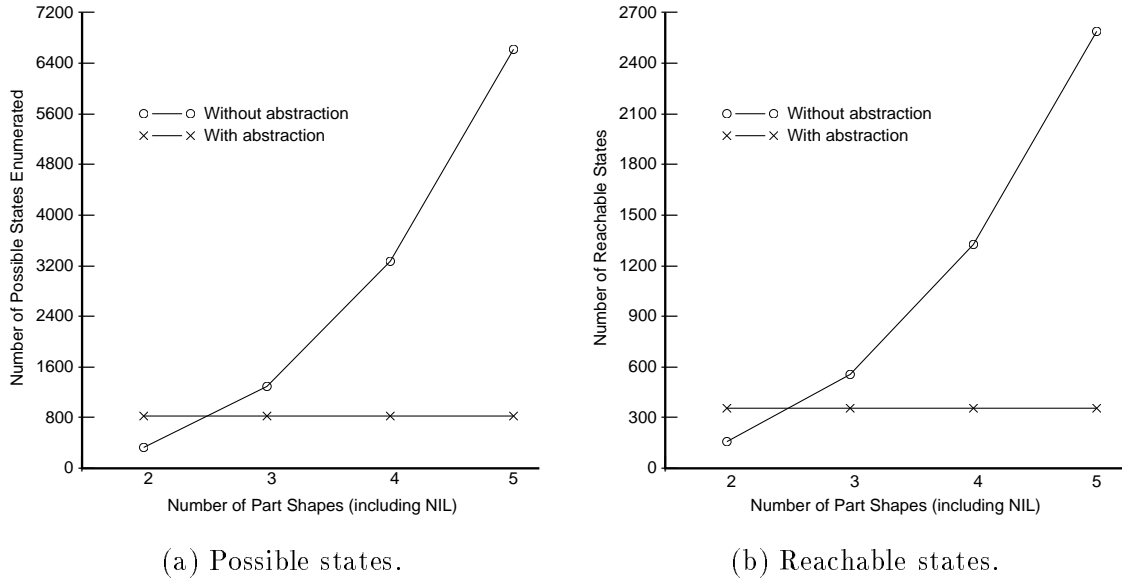 7200
6400
5600
4800
4000
3200
2400
1600
800
0
Number of Possible States Enumerated
Without abstraction
With abstraction
2 3 4 5
Number of Part Shapes (including NIL)
(a) Possible states.
2700
2400
2100
1800
1500
1200
900
600
300
0
Number of Reachable States
Without abstraction
With abstraction
2 3 4 5
Number of Part Shapes (including NIL)
(b) Reachable states.